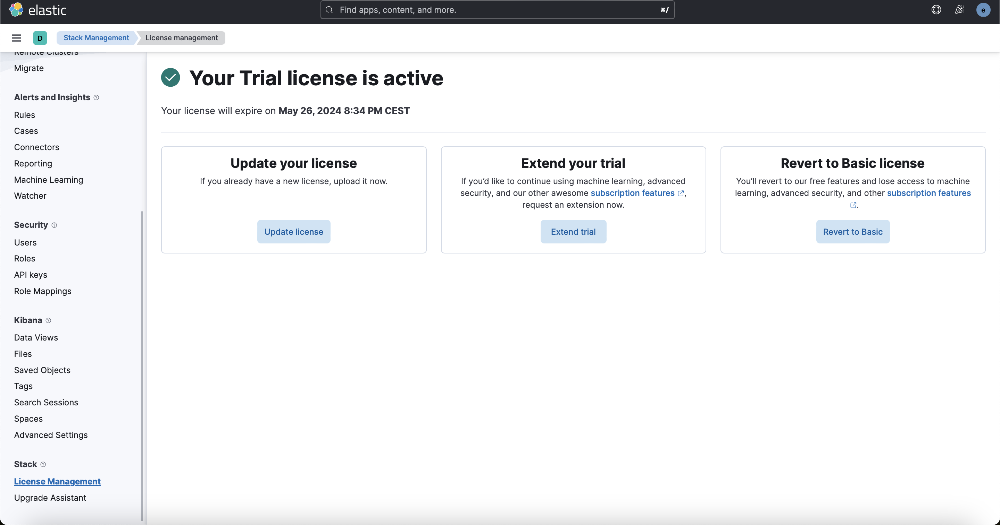 elastic
Find apps, content, and more.
⌘/
e
D
Stack Management
License management
Remote Clusters
Migrate
Alerts and Insights
Rules
Cases
Connectors
Reporting
Machine Learning
Watcher
Security
Users
Roles
API keys
Role Mappings
Kibana
Data Views
Files
Saved Objects
Tags
Search Sessions
Spaces
Advanced Settings
Stack
License Management
Upgrade Assistant
Your Trial license is active
Your license will expire on May 26, 2024 8:34 PM CEST
Update your license
If you already have a new license, upload it now.
Update license
Extend your trial
If you’d like to continue using machine learning, advanced
security, and our other awesome subscription features,
request an extension now.
Extend trial
Revert to Basic license
You’ll revert to our free features and lose access to machine
learning, advanced security, and other subscription features
.
Revert to Basic